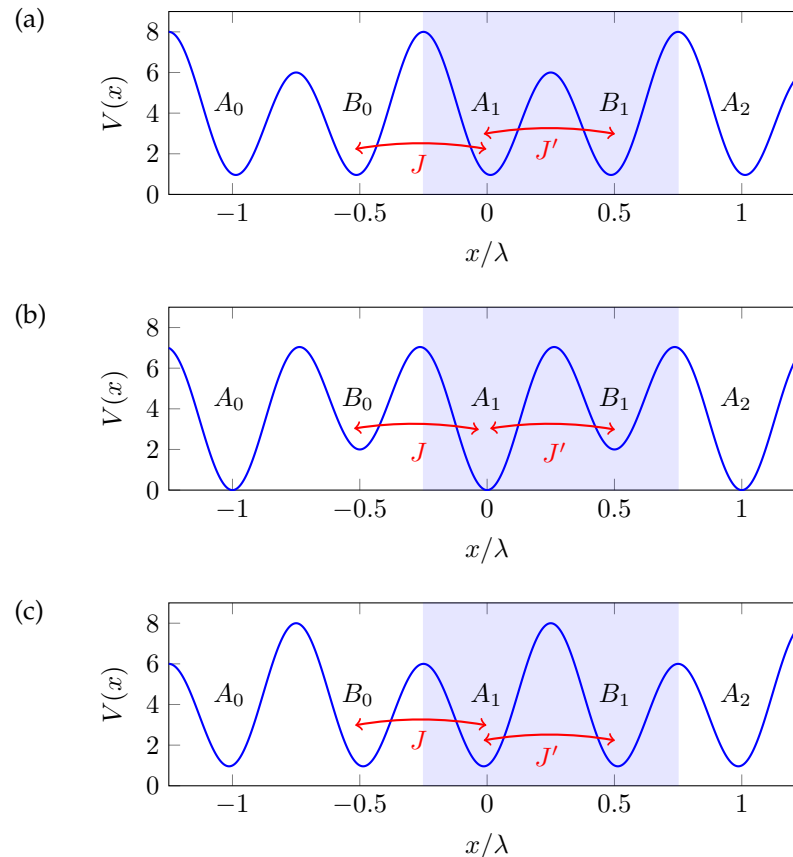 (a)
V(x)
8
6
4
2
0
A₀
B₀
A₁
B₁
A₂
J
J′
−1
−0.5
0
0.5
1
x/λ
(b)
V(x)
8
6
4
2
0
A₀
B₀
A₁
B₁
A₂
J
J′
−1
−0.5
0
0.5
1
x/λ
(c)
V(x)
8
6
4
2
0
A₀
B₀
A₁
B₁
A₂
J
J′
−1
−0.5
0
0.5
1
x/λ